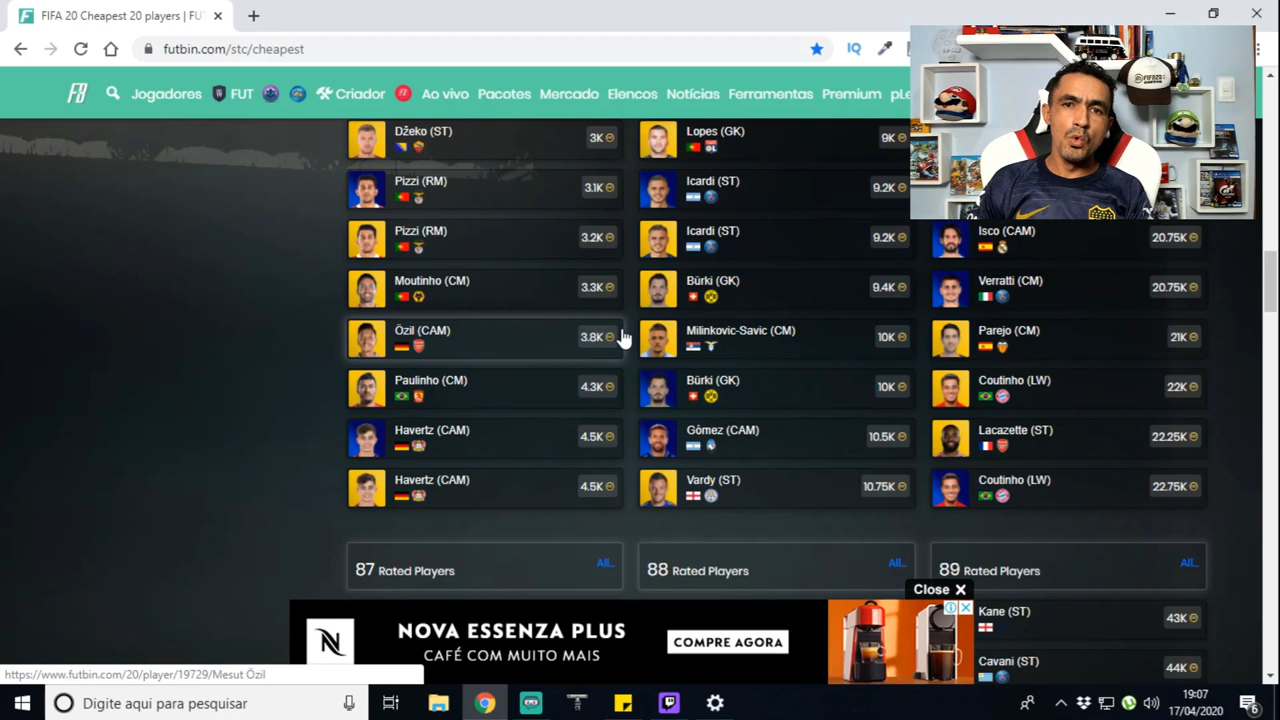 FIFA 20 Cheapest 20 players | FUT
futbin.com/stc/cheapest
IQ
Jogadores FUT Criador Ao vivo Pacotes Mercado Elencos Notícias Ferramentas Premium pLe
Džeko (ST) 3K
Pizzi (RM) 3.1K
Pizzi (RM) 3.2K
Moutinho (CM) 3.3K
Özil (CAM) 3.8K
Paulinho (CM) 4.3K
Havertz (CAM) 4.5K
Havertz (CAM) 4.5K
Lopes (GK) 9K
Icardi (ST) 9.2K
Icardi (ST) 9.2K
Bürki (GK) 9.4K
Milinkovic-Savic (CM) 10K
Bürki (GK) 10K
Gómez (CAM) 10.5K
Vardy (ST) 10.75K
Isco (CAM) 20.75K
Verratti (CM) 20.75K
Parejo (CM) 21K
Coutinho (LW) 22K
Lacazette (ST) 22.25K
Coutinho (LW) 22.75K
87 Rated Players All...
88 Rated Players All...
89 Rated Players All...
Close X
Kane (ST) 43K
Cavani (ST) 44K
N
NOVA ESSENZA PLUS
CAFÉ COM MUITO MAIS
COMPRE AGORA
https://www.futbin.com/20/player/19729/Mesut Özil
Digite aqui para pesquisar
19:07
17/04/2020
6